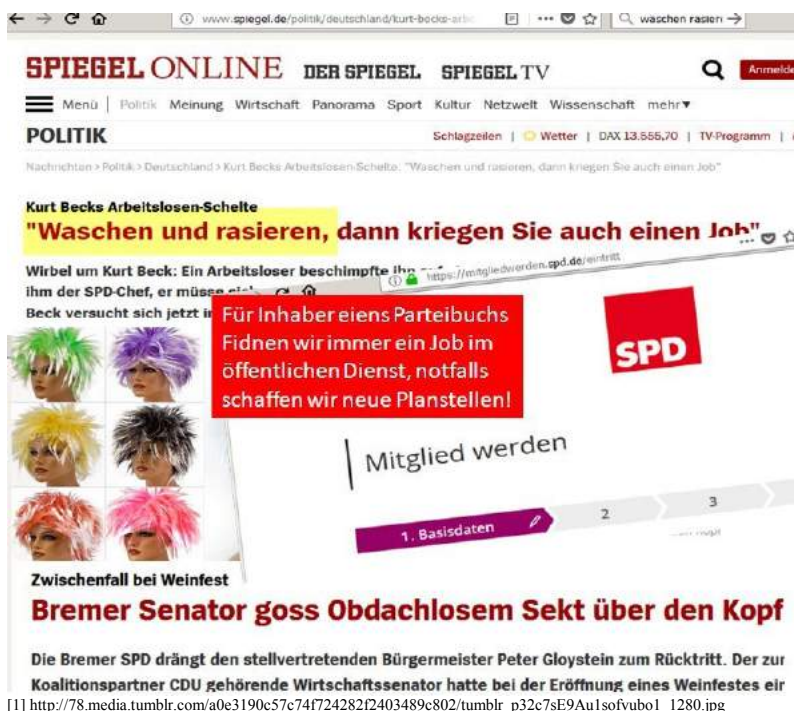 www.spiegel.de/politik/deutschland/kurt-becks-arbe
waschen rasieren
SPIEGEL ONLINE DER SPIEGEL SPIEGEL TV
Anmelde
Menü | Politik Meinung Wirtschaft Panorama Sport Kultur Netzwelt Wissenschaft mehr
POLITIK
Schlagzeilen | Wetter | DAX 13.555,70 | TV-Programm |
Nachrichten > Politik > Deutschland > Kurt Becks Arbeitslosen-Schelte: "Waschen und rasieren, dann kriegen Sie auch einen Job"
Kurt Becks Arbeitslosen-Schelte
"Waschen und rasieren, dann kriegen Sie auch einen Job"
Wirbel um Kurt Beck: Ein Arbeitsloser beschimpfte ihn
https://mitgliedwerden.spd.de/eintritt
ihm der SPD-Chef, er müsse
Beck versucht sich jetzt
Für Inhaber eiens Parteibuchs
Fidnen wir immer ein Job im
öffentlichen Dienst, notfalls
schaffen wir neue Planstellen!
SPD
Mitglied werden
1. Basisdaten
2
3
Zwischenfall bei Weinfest
Bremer Senator goss Obdachlosem Sekt über den Kopf
Die Bremer SPD drängt den stellvertretenden Bürgermeister Peter Gloystein zum Rücktritt. Der zur
Koalitionspartner CDU gehörende Wirtschaftssenator hatte bei der Eröffnung eines Weinfestes ein
[1] http://78.media.tumblr.com/a0e3190c57c74f724282f2403489c802/tumblr_p32c7sE9Au1sofvubo1_1280.jpg